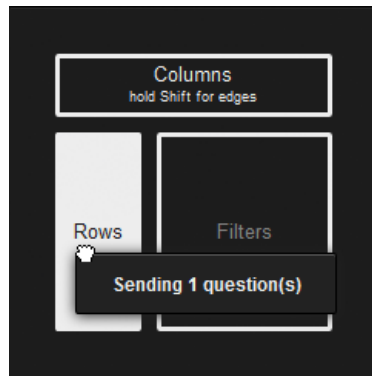 Columns
hold Shift for edges
Rows
Filters
Sending 1 question(s)